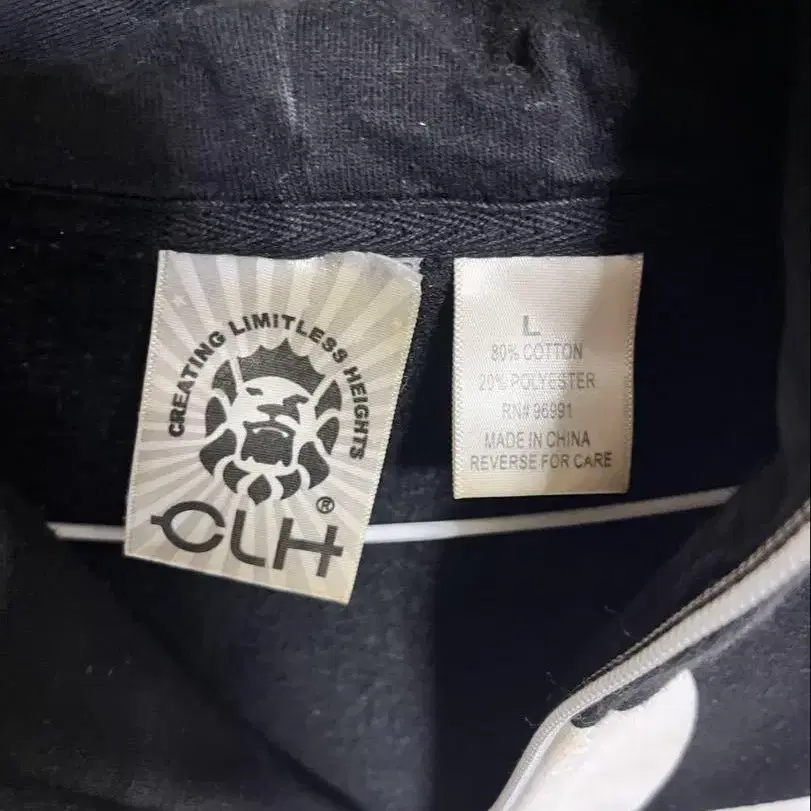 CREATING LIMITLESS HEIGHTS
CLH®
L
80% COTTON
20% POLYESTER
RN# 96991
MADE IN CHINA
REVERSE FOR CARE